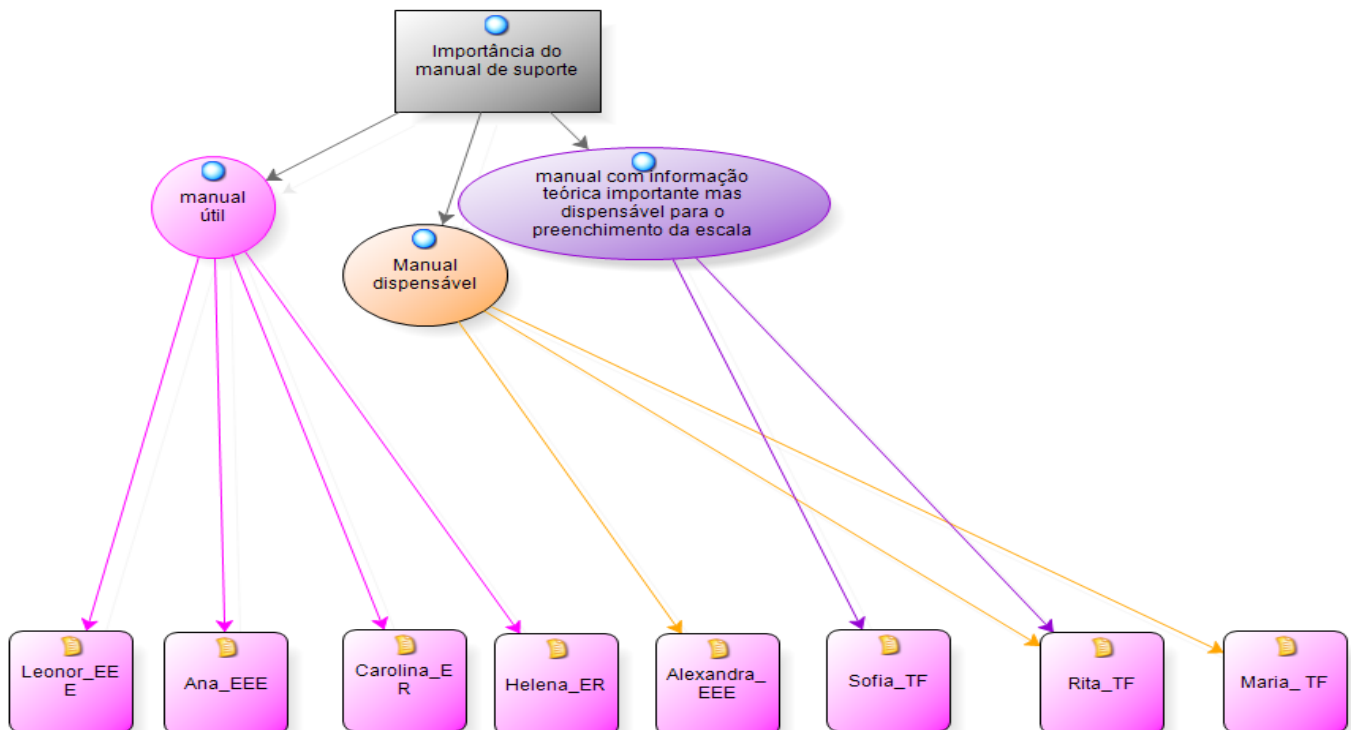 Importância do
manual de suporte
manual
útil
manual com informação
teórica importante mas
dispensável para o
preenchimento da escala
Manual
dispensável
Leonor_EE
E
Ana_EEE
Carolina_E
R
Helena_ER
Alexandra_
EEE
Sofia_TF
Rita_TF
Maria_ TF